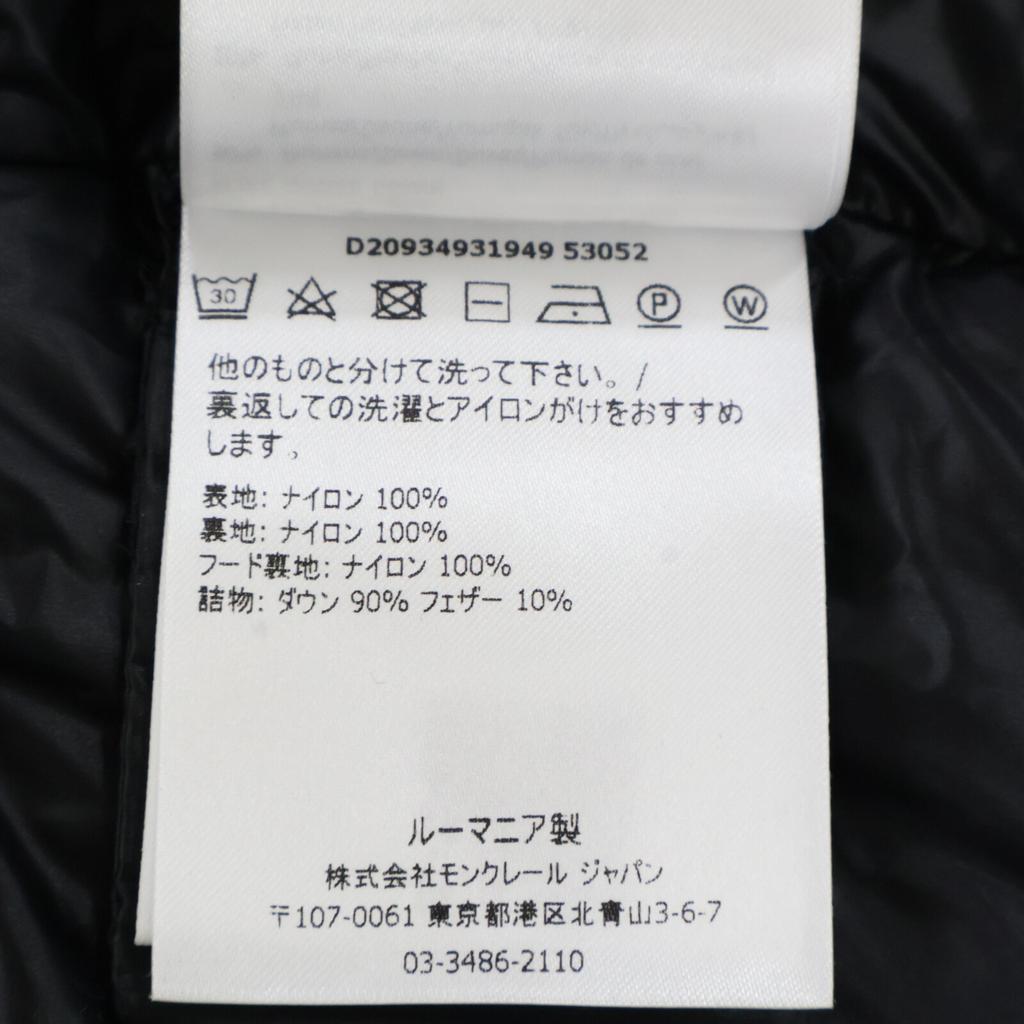 D20934931949 53052
30 P W
他のものと分けて洗って下さい。/
裏返しての洗濯とアイロンがけをおすすめ
します。
表地: ナイロン 100%
裏地: ナイロン 100%
フード裏地: ナイロン 100%
詰物: ダウン 90% フェザー 10%
ルーマニア製
株式会社モンクレール ジャパン
〒107-0061 東京都港区北青山3-6-7
03-3486-2110